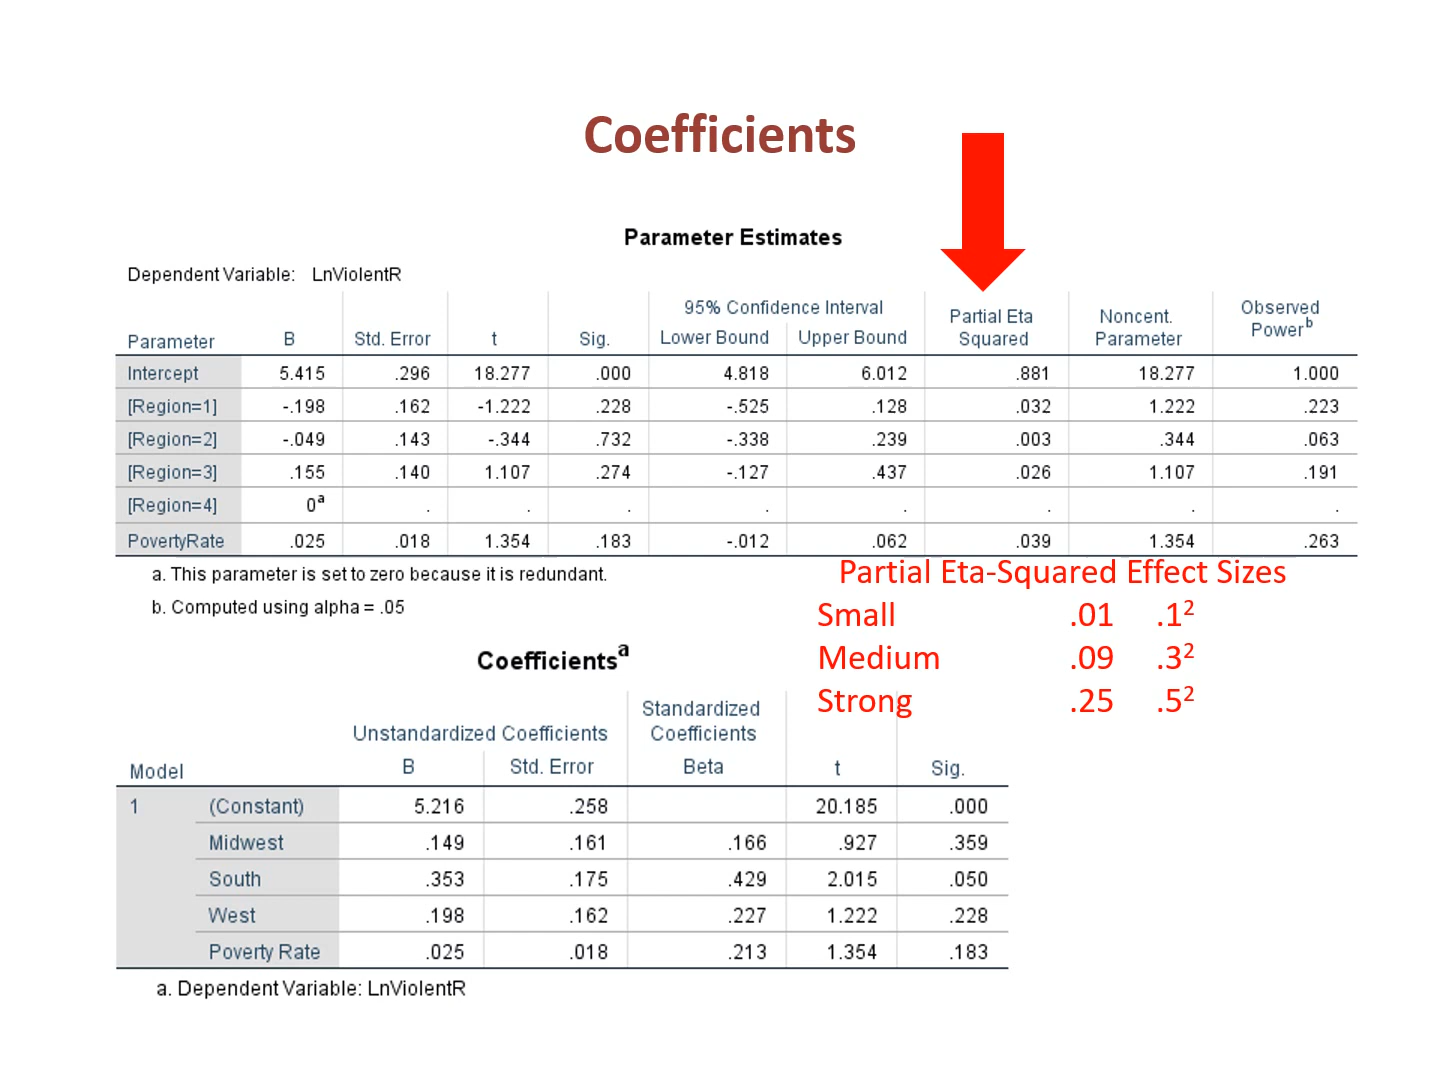 Coefficients
Parameter Estimates
Dependent Variable: LnViolentR
Parameter B Std. Error t Sig. 95% Confidence Interval Lower Bound Upper Bound Partial Eta Squared Noncent. Parameter Observed Power^b
Intercept 5.415 .296 18.277 .000 4.818 6.012 .881 18.277 1.000
[Region=1] -.198 .162 -1.222 .228 -.525 .128 .032 1.222 .223
[Region=2] -.049 .143 -.344 .732 -.338 .239 .003 .344 .063
[Region=3] .155 .140 1.107 .274 -.127 .437 .026 1.107 .191
[Region=4] 0^a . . . . . . . .
PovertyRate .025 .018 1.354 .183 -.012 .062 .039 1.354 .263
a. This parameter is set to zero because it is redundant.
b. Computed using alpha = .05
Partial Eta-Squared Effect Sizes
Small .01 .1²
Medium .09 .3²
Strong .25 .5²
Coefficients^a
Model Unstandardized Coefficients B Std. Error Standardized Coefficients Beta t Sig.
1 (Constant) 5.216 .258 20.185 .000
Midwest .149 .161 .166 .927 .359
South .353 .175 .429 2.015 .050
West .198 .162 .227 1.222 .228
Poverty Rate .025 .018 .213 1.354 .183
a. Dependent Variable: LnViolentR